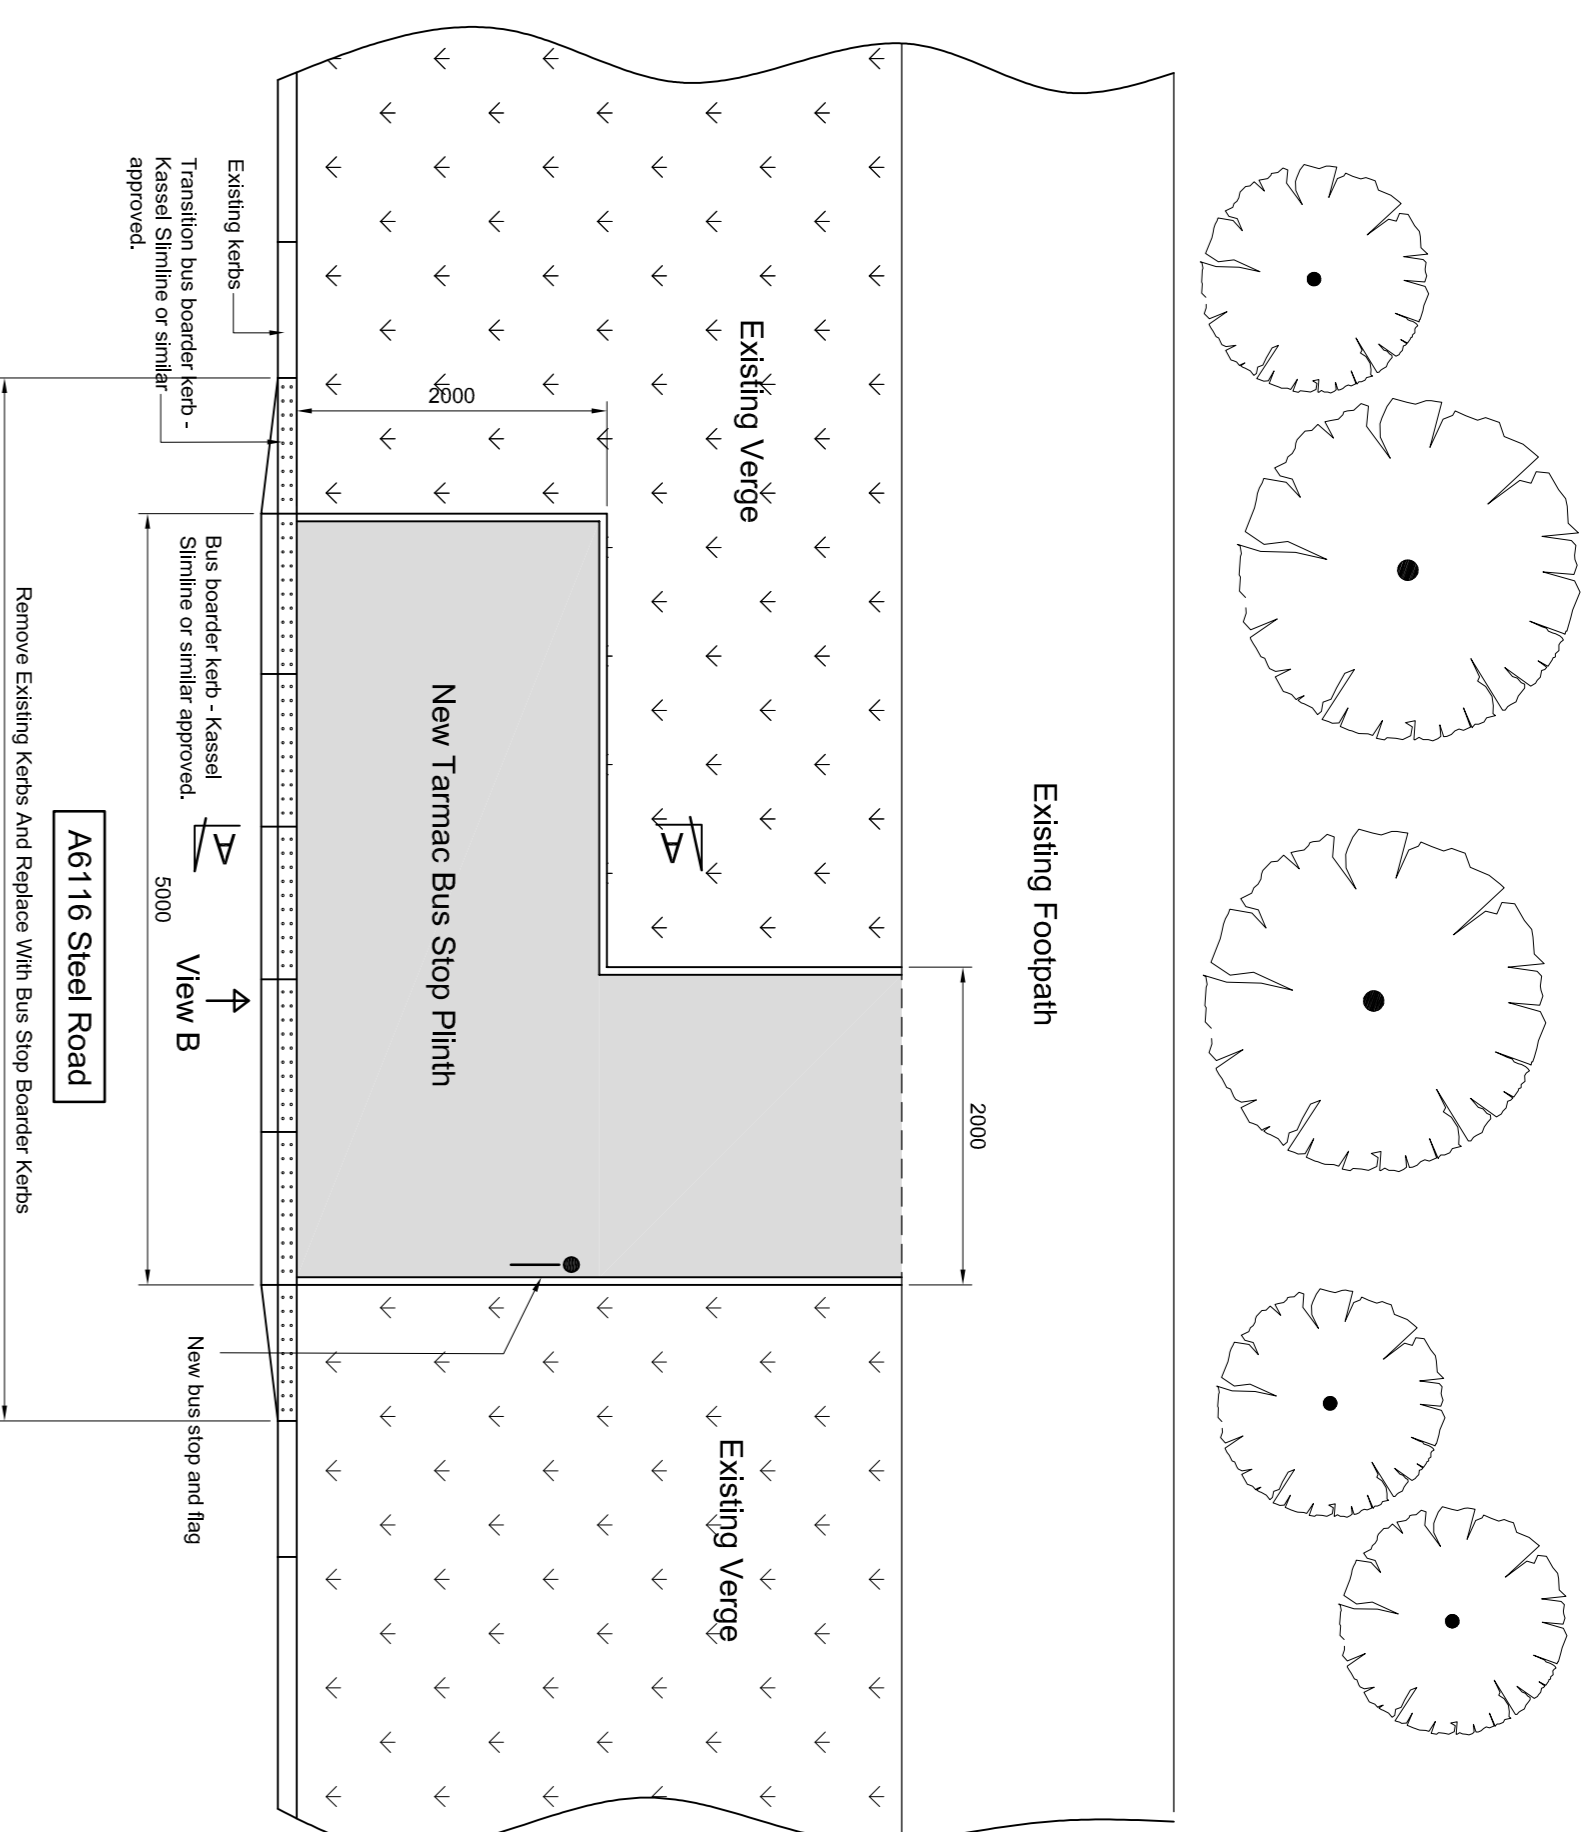 Existing Footpath
2000
Existing Verge
Existing Verge
2000
New Tarmac Bus Stop Plinth
A
A
Existing kerbs
Transition bus boarder kerb -
Kassel Slimline or similar
approved.
Bus boarder kerb - Kassel
Slimline or similar approved.
View B
New bus stop and flag
5000
A6116 Steel Road
Remove Existing Kerbs And Replace With Bus Stop Boarder Kerbs